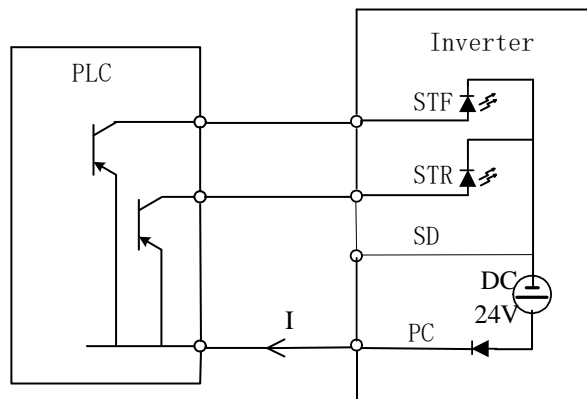 Inverter
PLC
STF
STR
SD
DC
24V
I
PC